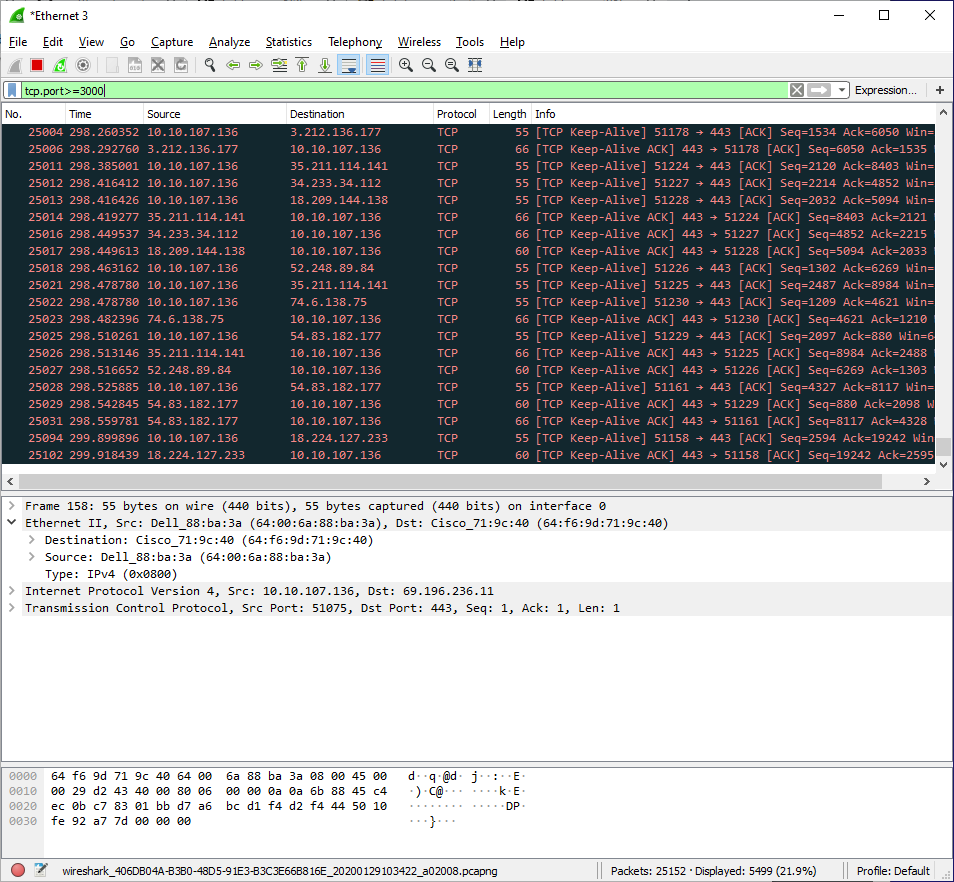 *Ethernet 3
File Edit View Go Capture Analyze Statistics Telephony Wireless Tools Help
tcp.port>=3000 Expression... +
No. Time Source Destination Protocol Length Info
25004 298.260352 10.10.107.136 3.212.136.177 TCP 55 [TCP Keep-Alive] 51178 → 443 [ACK] Seq=1534 Ack=6050 Win=
25006 298.292760 3.212.136.177 10.10.107.136 TCP 66 [TCP Keep-Alive ACK] 443 → 51178 [ACK] Seq=6050 Ack=1535
25011 298.385001 10.10.107.136 35.211.114.141 TCP 55 [TCP Keep-Alive] 51224 → 443 [ACK] Seq=2120 Ack=8403 Win=
25012 298.416412 10.10.107.136 34.233.34.112 TCP 55 [TCP Keep-Alive] 51227 → 443 [ACK] Seq=2214 Ack=4852 Win=
25013 298.416426 10.10.107.136 18.209.144.138 TCP 55 [TCP Keep-Alive] 51228 → 443 [ACK] Seq=2032 Ack=5094 Win=
25014 298.419277 35.211.114.141 10.10.107.136 TCP 66 [TCP Keep-Alive ACK] 443 → 51224 [ACK] Seq=8403 Ack=2121
25016 298.449537 34.233.34.112 10.10.107.136 TCP 66 [TCP Keep-Alive ACK] 443 → 51227 [ACK] Seq=4852 Ack=2215
25017 298.449613 18.209.144.138 10.10.107.136 TCP 60 [TCP Keep-Alive ACK] 443 → 51228 [ACK] Seq=5094 Ack=2033
25018 298.463162 10.10.107.136 52.248.89.84 TCP 55 [TCP Keep-Alive] 51226 → 443 [ACK] Seq=1302 Ack=6269 Win=
25021 298.478780 10.10.107.136 35.211.114.141 TCP 55 [TCP Keep-Alive] 51225 → 443 [ACK] Seq=2487 Ack=8984 Win=
25022 298.478780 10.10.107.136 74.6.138.75 TCP 55 [TCP Keep-Alive] 51230 → 443 [ACK] Seq=1209 Ack=4621 Win=
25023 298.482396 74.6.138.75 10.10.107.136 TCP 66 [TCP Keep-Alive ACK] 443 → 51230 [ACK] Seq=4621 Ack=1210
25025 298.510261 10.10.107.136 54.83.182.177 TCP 55 [TCP Keep-Alive] 51229 → 443 [ACK] Seq=2097 Ack=880 Win=6
25026 298.513146 35.211.114.141 10.10.107.136 TCP 66 [TCP Keep-Alive ACK] 443 → 51225 [ACK] Seq=8984 Ack=2488
25027 298.516652 52.248.89.84 10.10.107.136 TCP 60 [TCP Keep-Alive ACK] 443 → 51226 [ACK] Seq=6269 Ack=1303
25028 298.525885 10.10.107.136 54.83.182.177 TCP 55 [TCP Keep-Alive] 51161 → 443 [ACK] Seq=4327 Ack=8117 Win=
25029 298.542845 54.83.182.177 10.10.107.136 TCP 60 [TCP Keep-Alive ACK] 443 → 51229 [ACK] Seq=880 Ack=2098 W
25031 298.559781 54.83.182.177 10.10.107.136 TCP 66 [TCP Keep-Alive ACK] 443 → 51161 [ACK] Seq=8117 Ack=4328
25094 299.899896 10.10.107.136 18.224.127.233 TCP 55 [TCP Keep-Alive] 51158 → 443 [ACK] Seq=2594 Ack=19242 Win
25102 299.918439 18.224.127.233 10.10.107.136 TCP 60 [TCP Keep-Alive ACK] 443 → 51158 [ACK] Seq=19242 Ack=2595
Frame 158: 55 bytes on wire (440 bits), 55 bytes captured (440 bits) on interface 0
Ethernet II, Src: Dell_88:ba:3a (64:00:6a:88:ba:3a), Dst: Cisco_71:9c:40 (64:f6:9d:71:9c:40)
Destination: Cisco_71:9c:40 (64:f6:9d:71:9c:40)
Source: Dell_88:ba:3a (64:00:6a:88:ba:3a)
Type: IPv4 (0x0800)
Internet Protocol Version 4, Src: 10.10.107.136, Dst: 69.196.236.11
Transmission Control Protocol, Src Port: 51075, Dst Port: 443, Seq: 1, Ack: 1, Len: 1
0000 64 f6 9d 71 9c 40 64 00 6a 88 ba 3a 08 00 45 00 d··q·@d· j··:··E·
0010 00 29 d2 43 40 00 80 06 00 00 0a 0a 6b 88 45 c4 ·)·C@··· ····k·E·
0020 ec 0b c7 83 01 bb d7 a6 bc d1 f4 d2 f4 44 50 10 ········ ·····DP·
0030 fe 92 a7 7d 00 00 00 ···}···
wireshark_406DB04A-B3B0-48D5-91E3-B3C3E66B816E_20200129103422_a02008.pcapng Packets: 25152 · Displayed: 5499 (21.9%) Profile: Default